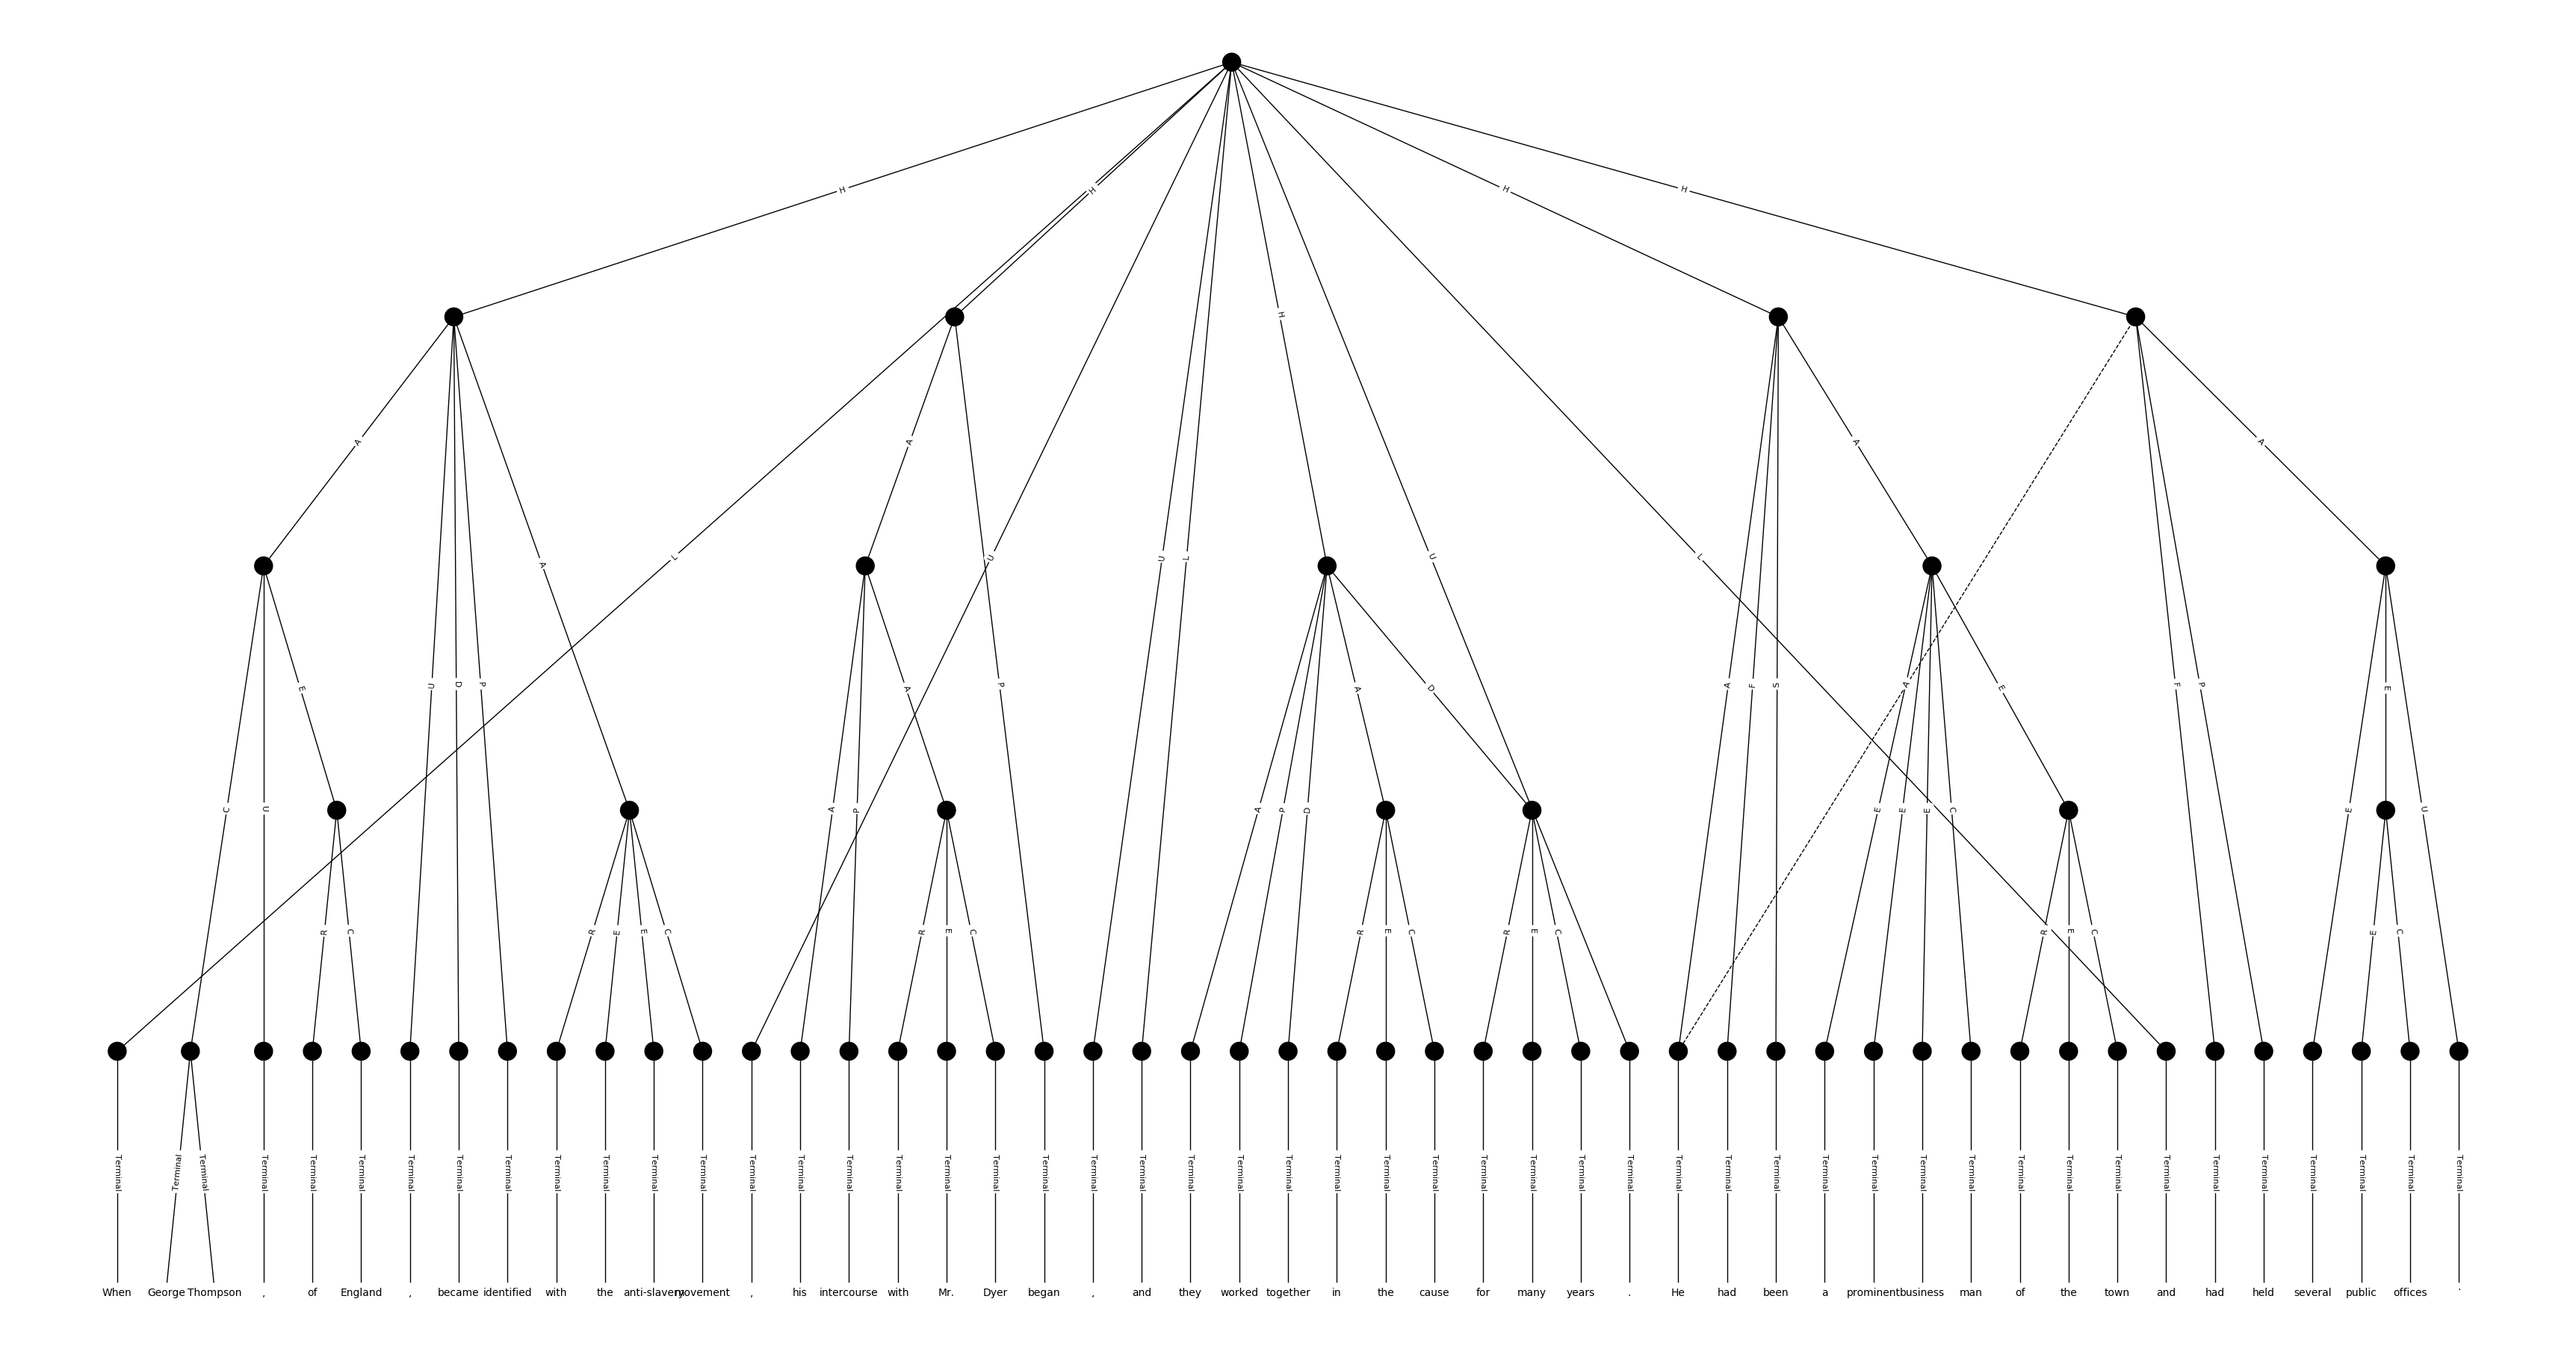 H H H H H
A A A A
L U U L H U L
U D P A A P A F S A F P
E A A D E E
C U A P A P D E E E C E U
R C R E E C R E C R E C R E C R E C E C
Terminal Terminal Terminal Terminal Terminal Terminal Terminal Terminal Terminal Terminal Terminal Terminal Terminal Terminal Terminal Terminal Terminal Terminal Terminal Terminal Terminal Terminal Terminal Terminal Terminal Terminal Terminal Terminal Terminal Terminal Terminal Terminal Terminal Terminal Terminal Terminal Terminal Terminal Terminal Terminal Terminal Terminal Terminal Terminal Terminal Terminal Terminal Terminal Terminal
When George Thompson , of England , became identified with the anti-slavery movement , his intercourse with Mr. Dyer began , and they worked together in the cause for many years . He had been a prominent business man of the town and had held several public offices .